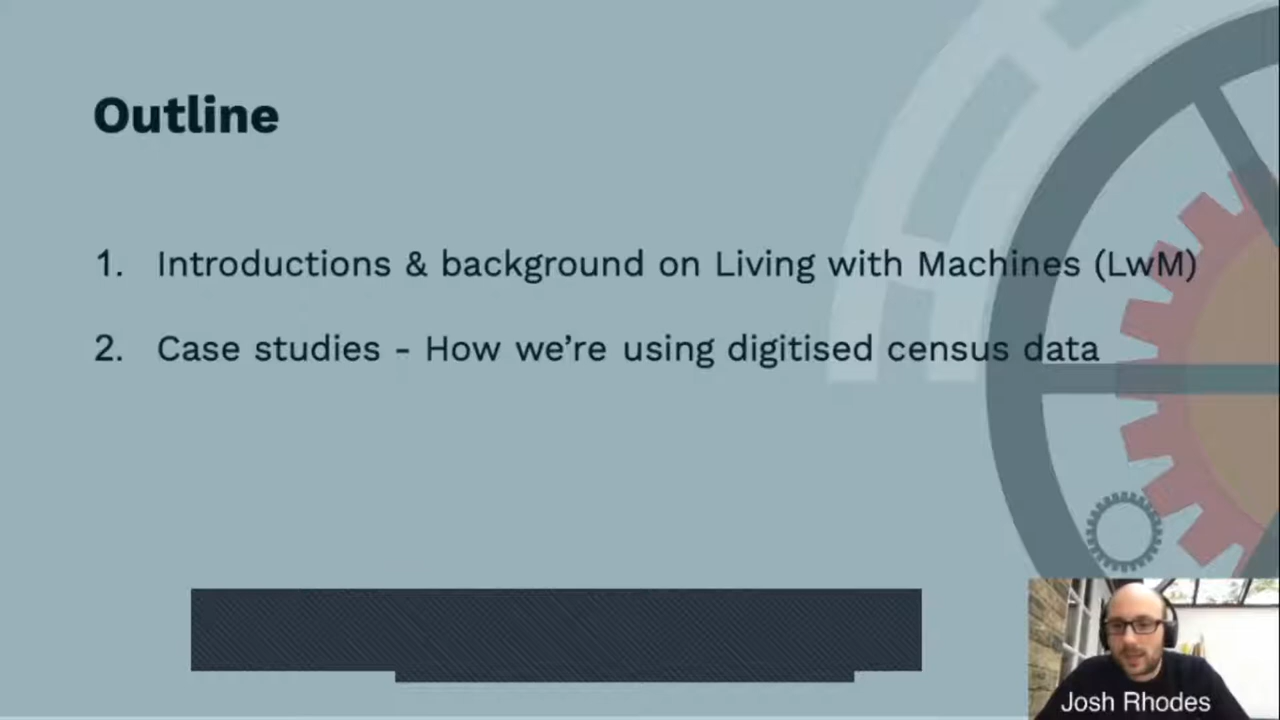 Outline
1. Introductions & background on Living with Machines (LwM)
2. Case studies - How we’re using digitised census data
Josh Rhodes